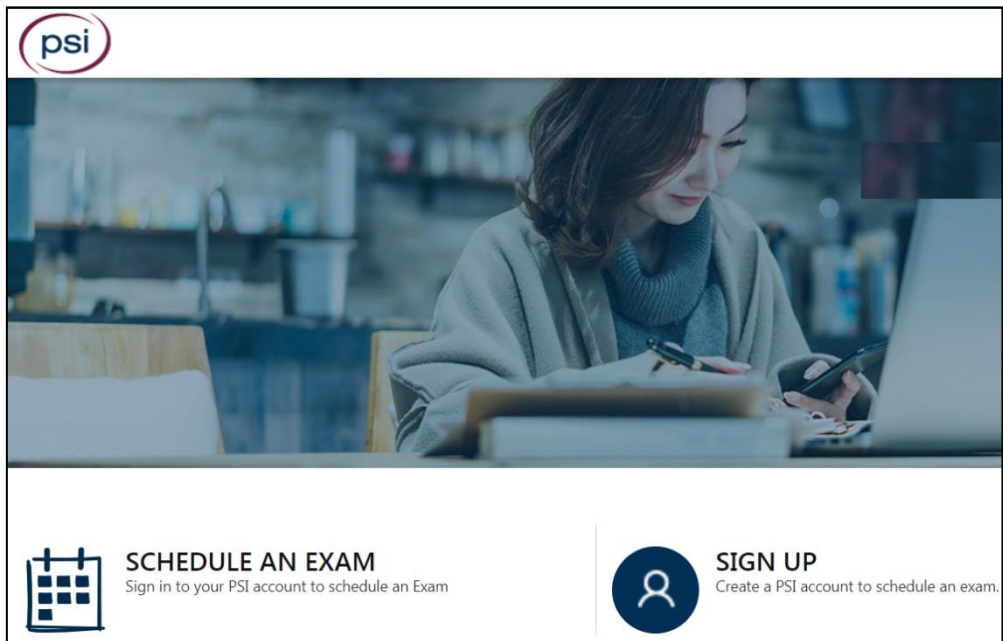 psi
SCHEDULE AN EXAM
Sign in to your PSI account to schedule an Exam
SIGN UP
Create a PSI account to schedule an exam.